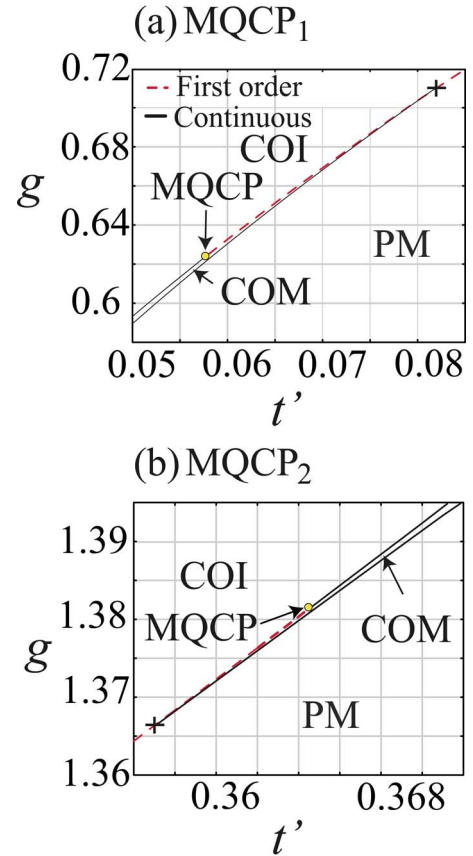 (a) MQCP1
0.72
First order
Continuous
0.68
COI
MQCP
g
0.64
PM
COM
0.6
0.05 0.06 0.07 0.08
t'
(b) MQCP2
1.39
COI
1.38
MQCP
COM
g
1.37
PM
1.36
0.36 0.368
t'